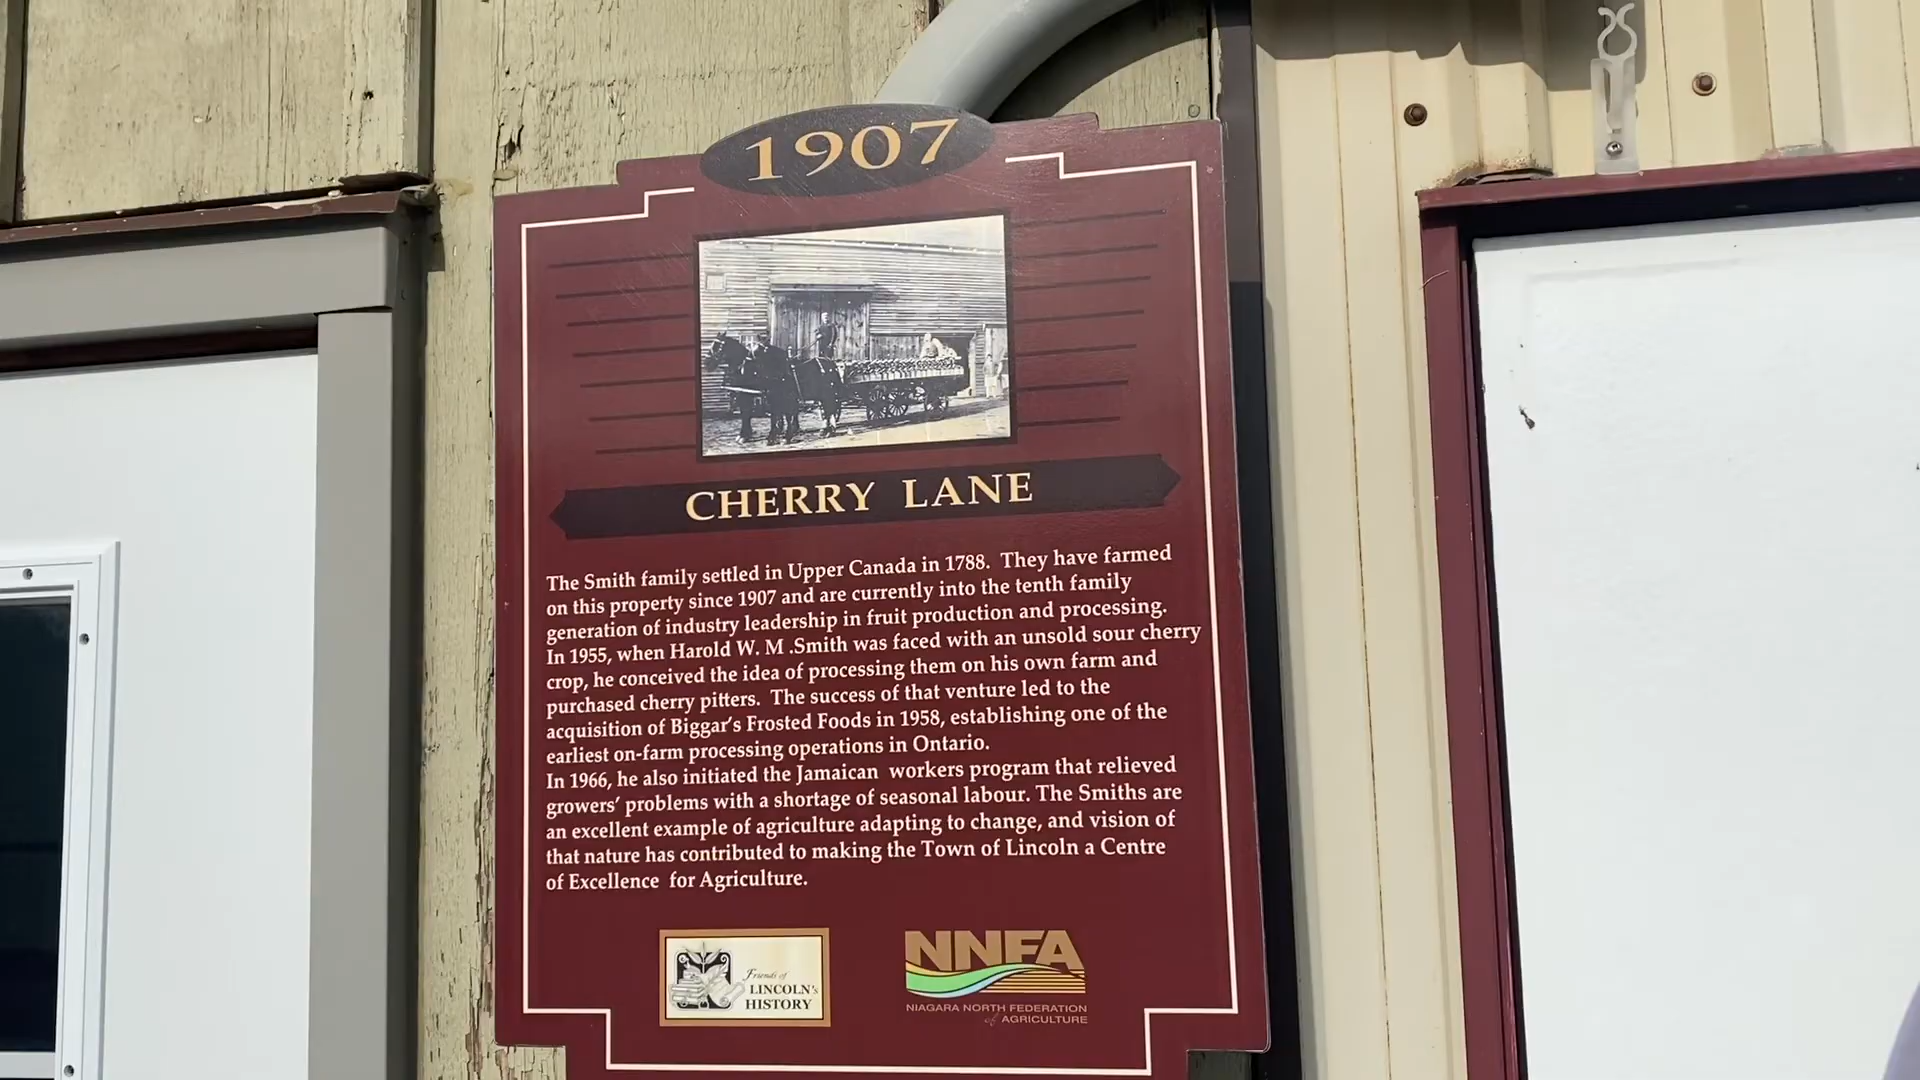 1907
CHERRY LANE
The Smith family settled in Upper Canada in 1788. They have farmed
on this property since 1907 and are currently into the tenth family
generation of industry leadership in fruit production and processing.
In 1955, when Harold W. M .Smith was faced with an unsold sour cherry
crop, he conceived the idea of processing them on his own farm and
purchased cherry pitters. The success of that venture led to the
acquisition of Biggar's Frosted Foods in 1958, establishing one of the
earliest on-farm processing operations in Ontario.
In 1966, he also initiated the Jamaican workers program that relieved
growers' problems with a shortage of seasonal labour. The Smiths are
an excellent example of agriculture adapting to change, and vision of
that nature has contributed to making the Town of Lincoln a Centre
of Excellence for Agriculture.
Friends of
LINCOLN's
HISTORY
NNFA
NIAGARA NORTH FEDERATION
of AGRICULTURE